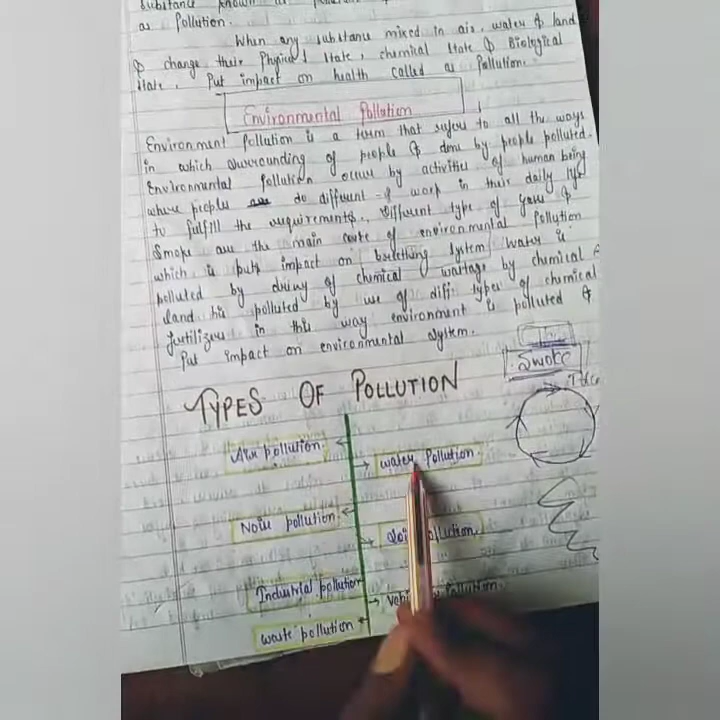 as Pollution.
When any substance mixed in air, water & land
& change their Physical state, chemical state & Biological
state. Put impact on health called as Pollution.
Environmental Pollution
Environment Pollution is a term that refers to all the ways
in which surrounding of people & done by people polluted.
Environmental Pollution occur by activities of human being
where people do different of work in their daily life
to fulfill the requirements. Different type of gases &
Smoke are the main cause of environmental Pollution
which is puts impact on breathing system. Water is
polluted by of chemical wastage by chemical
land polluted by use of diff. types of chemical
fertilizers in this way environment is polluted &
Put impact on environmental system.
Smoke
TYPES OF POLLUTION
Air pollution
water Pollution
Noise pollution
Industrial pollution
Pollution
waste pollution